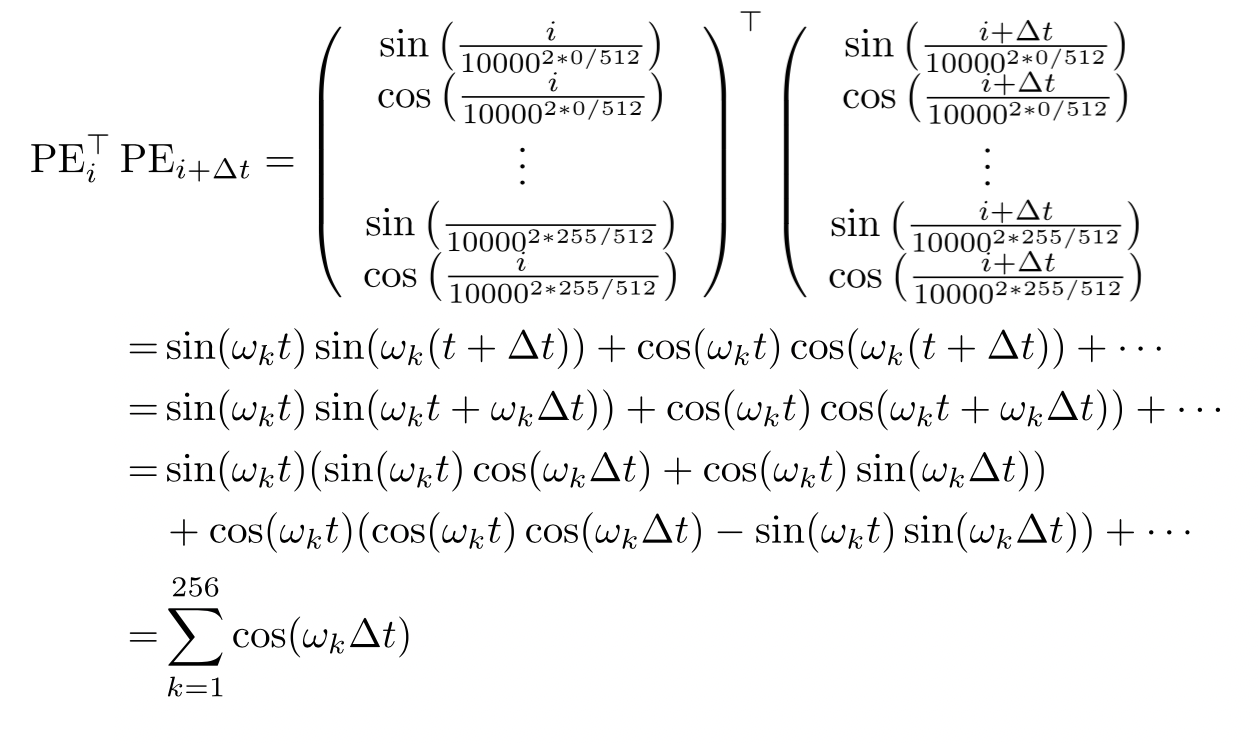 PE_i^⊤ PE_{i+Δt} = ( sin(i/10000^{2*0/512}) cos(i/10000^{2*0/512}) ⋮ sin( /10000^{2*255/512}) cos(i/10000^{2*255/512}) )^⊤ ( sin((i+Δt)/10000^{2*0/512}) cos((i+Δt)/10000^{2*0/512}) ⋮ sin((i+Δt)/10000^{2*255/512}) cos((i+Δt)/10000^{2*255/512}) )
= sin(ω_k t) sin(ω_k(t + Δt)) + cos(ω_k t) cos(ω_k(t + Δt)) + ⋯
= sin(ω_k t) sin(ω_k t + ω_k Δt)) + cos(ω_k t) cos(ω_k t + ω_k Δt)) + ⋯
= sin(ω_k t)(sin(ω_k t) cos(ω_k Δt) + cos(ω_k t) sin(ω_k Δt))
+ cos(ω_k t)(cos(ω_k t) cos(ω_k Δt) − sin(ω_k t) sin(ω_k Δt)) + ⋯
= ∑_{k=1}^{256} cos(ω_k Δt)